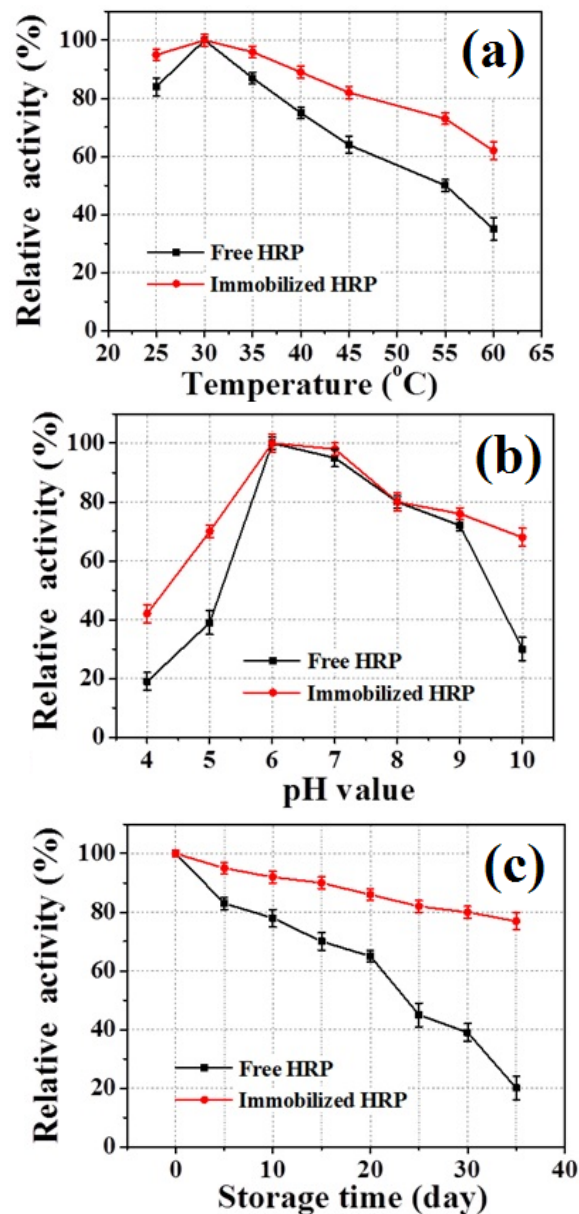 (a)
Relative activity (%)
100
80
60
40
20
0
Free HRP
Immobilized HRP
20 25 30 35 40 45 50 55 60 65
Temperature (°C)
(b)
Relative activity (%)
100
80
60
40
20
0
Free HRP
Immobilized HRP
4 5 6 7 8 9 10
pH value
(c)
Relative activity (%)
100
80
60
40
20
0
Free HRP
Immobilized HRP
0 10 20 30 40
Storage time (day)